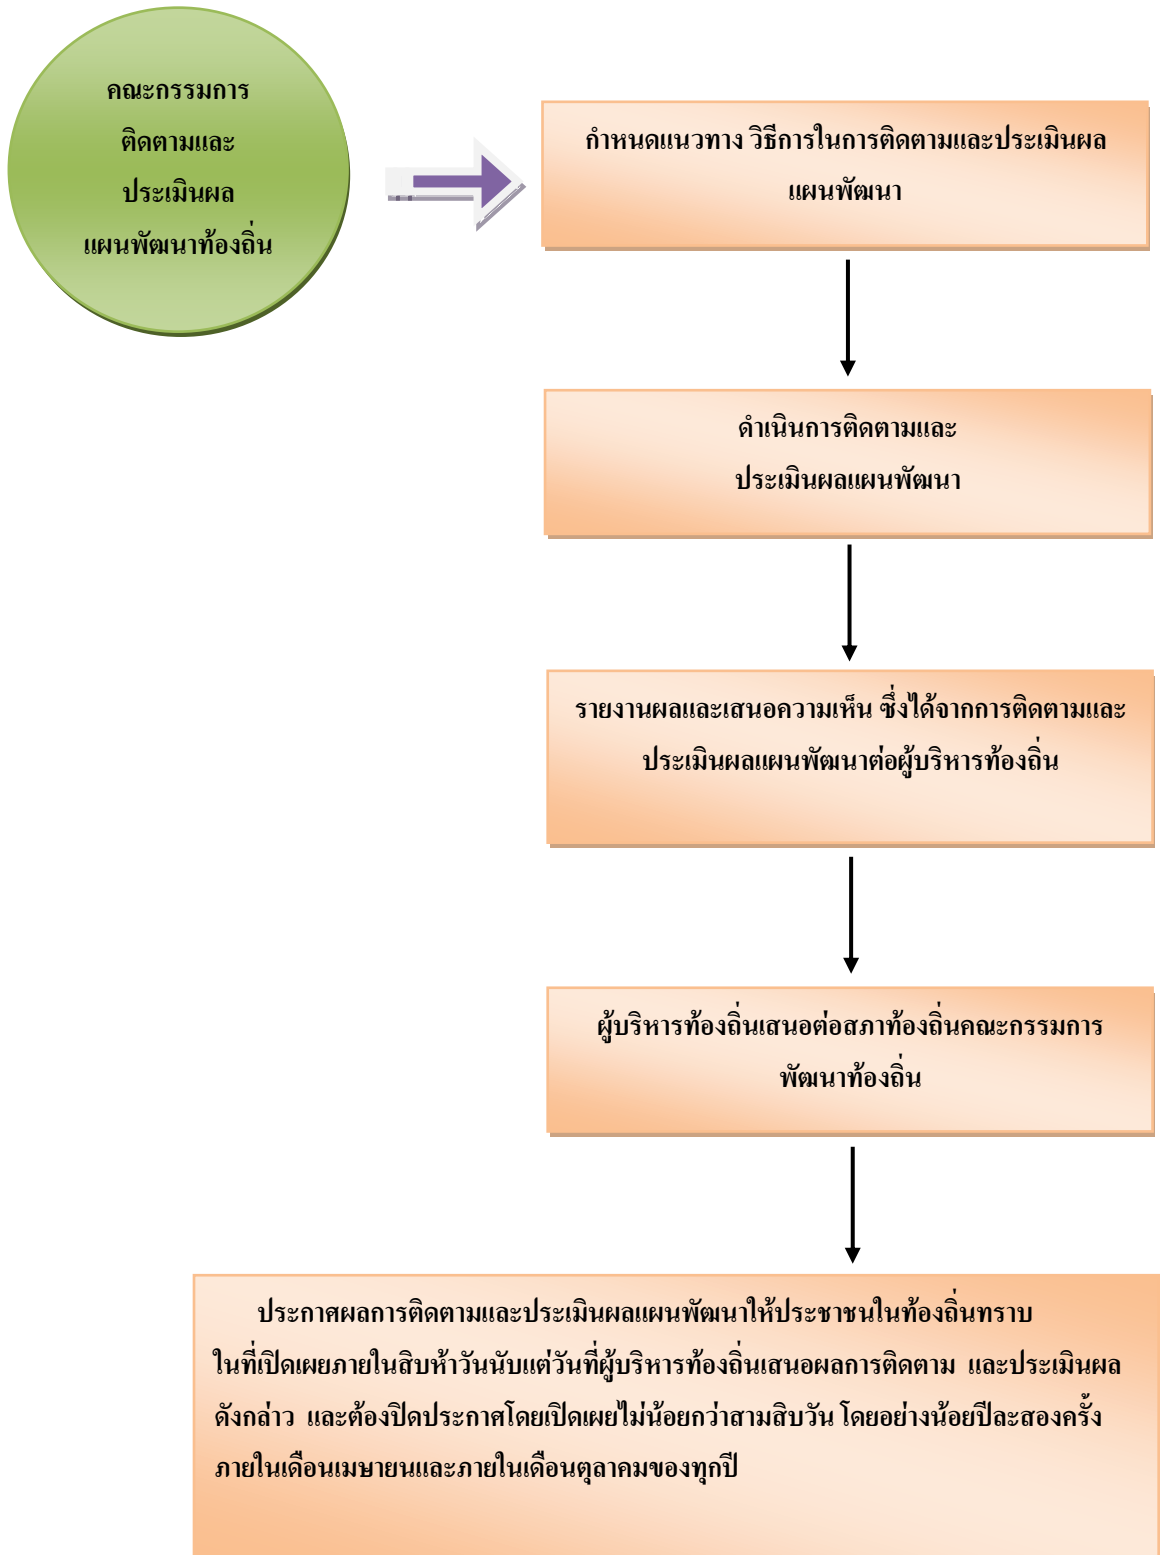 คณะกรรมการ
ติดตามและ
ประเมินผล
แผนพัฒนาท้องถิ่น
กำหนดแนวทาง วิธีการในการติดตามและประเมินผล
แผนพัฒนา
ดำเนินการติดตามและ
ประเมินผลแผนพัฒนา
รายงานผลและเสนอความเห็น ซึ่งได้จากการติดตามและ
ประเมินผลแผนพัฒนาต่อผู้บริหารท้องถิ่น
ผู้บริหารท้องถิ่นเสนอต่อสภาท้องถิ่นคณะกรรมการ
พัฒนาท้องถิ่น
ประกาศผลการติดตามและประเมินผลแผนพัฒนาให้ประชาชนในท้องถิ่นทราบ
ในที่เปิดเผยภายในสิบห้าวันนับแต่วันที่ผู้บริหารท้องถิ่นเสนอผลการติดตาม และประเมินผล
ดังกล่าว และต้องปิดประกาศโดยเปิดเผยไม่น้อยกว่าสามสิบวัน โดยอย่างน้อยปีละสองครั้ง
ภายในเดือนเมษายนและภายในเดือนตุลาคมของทุกปี